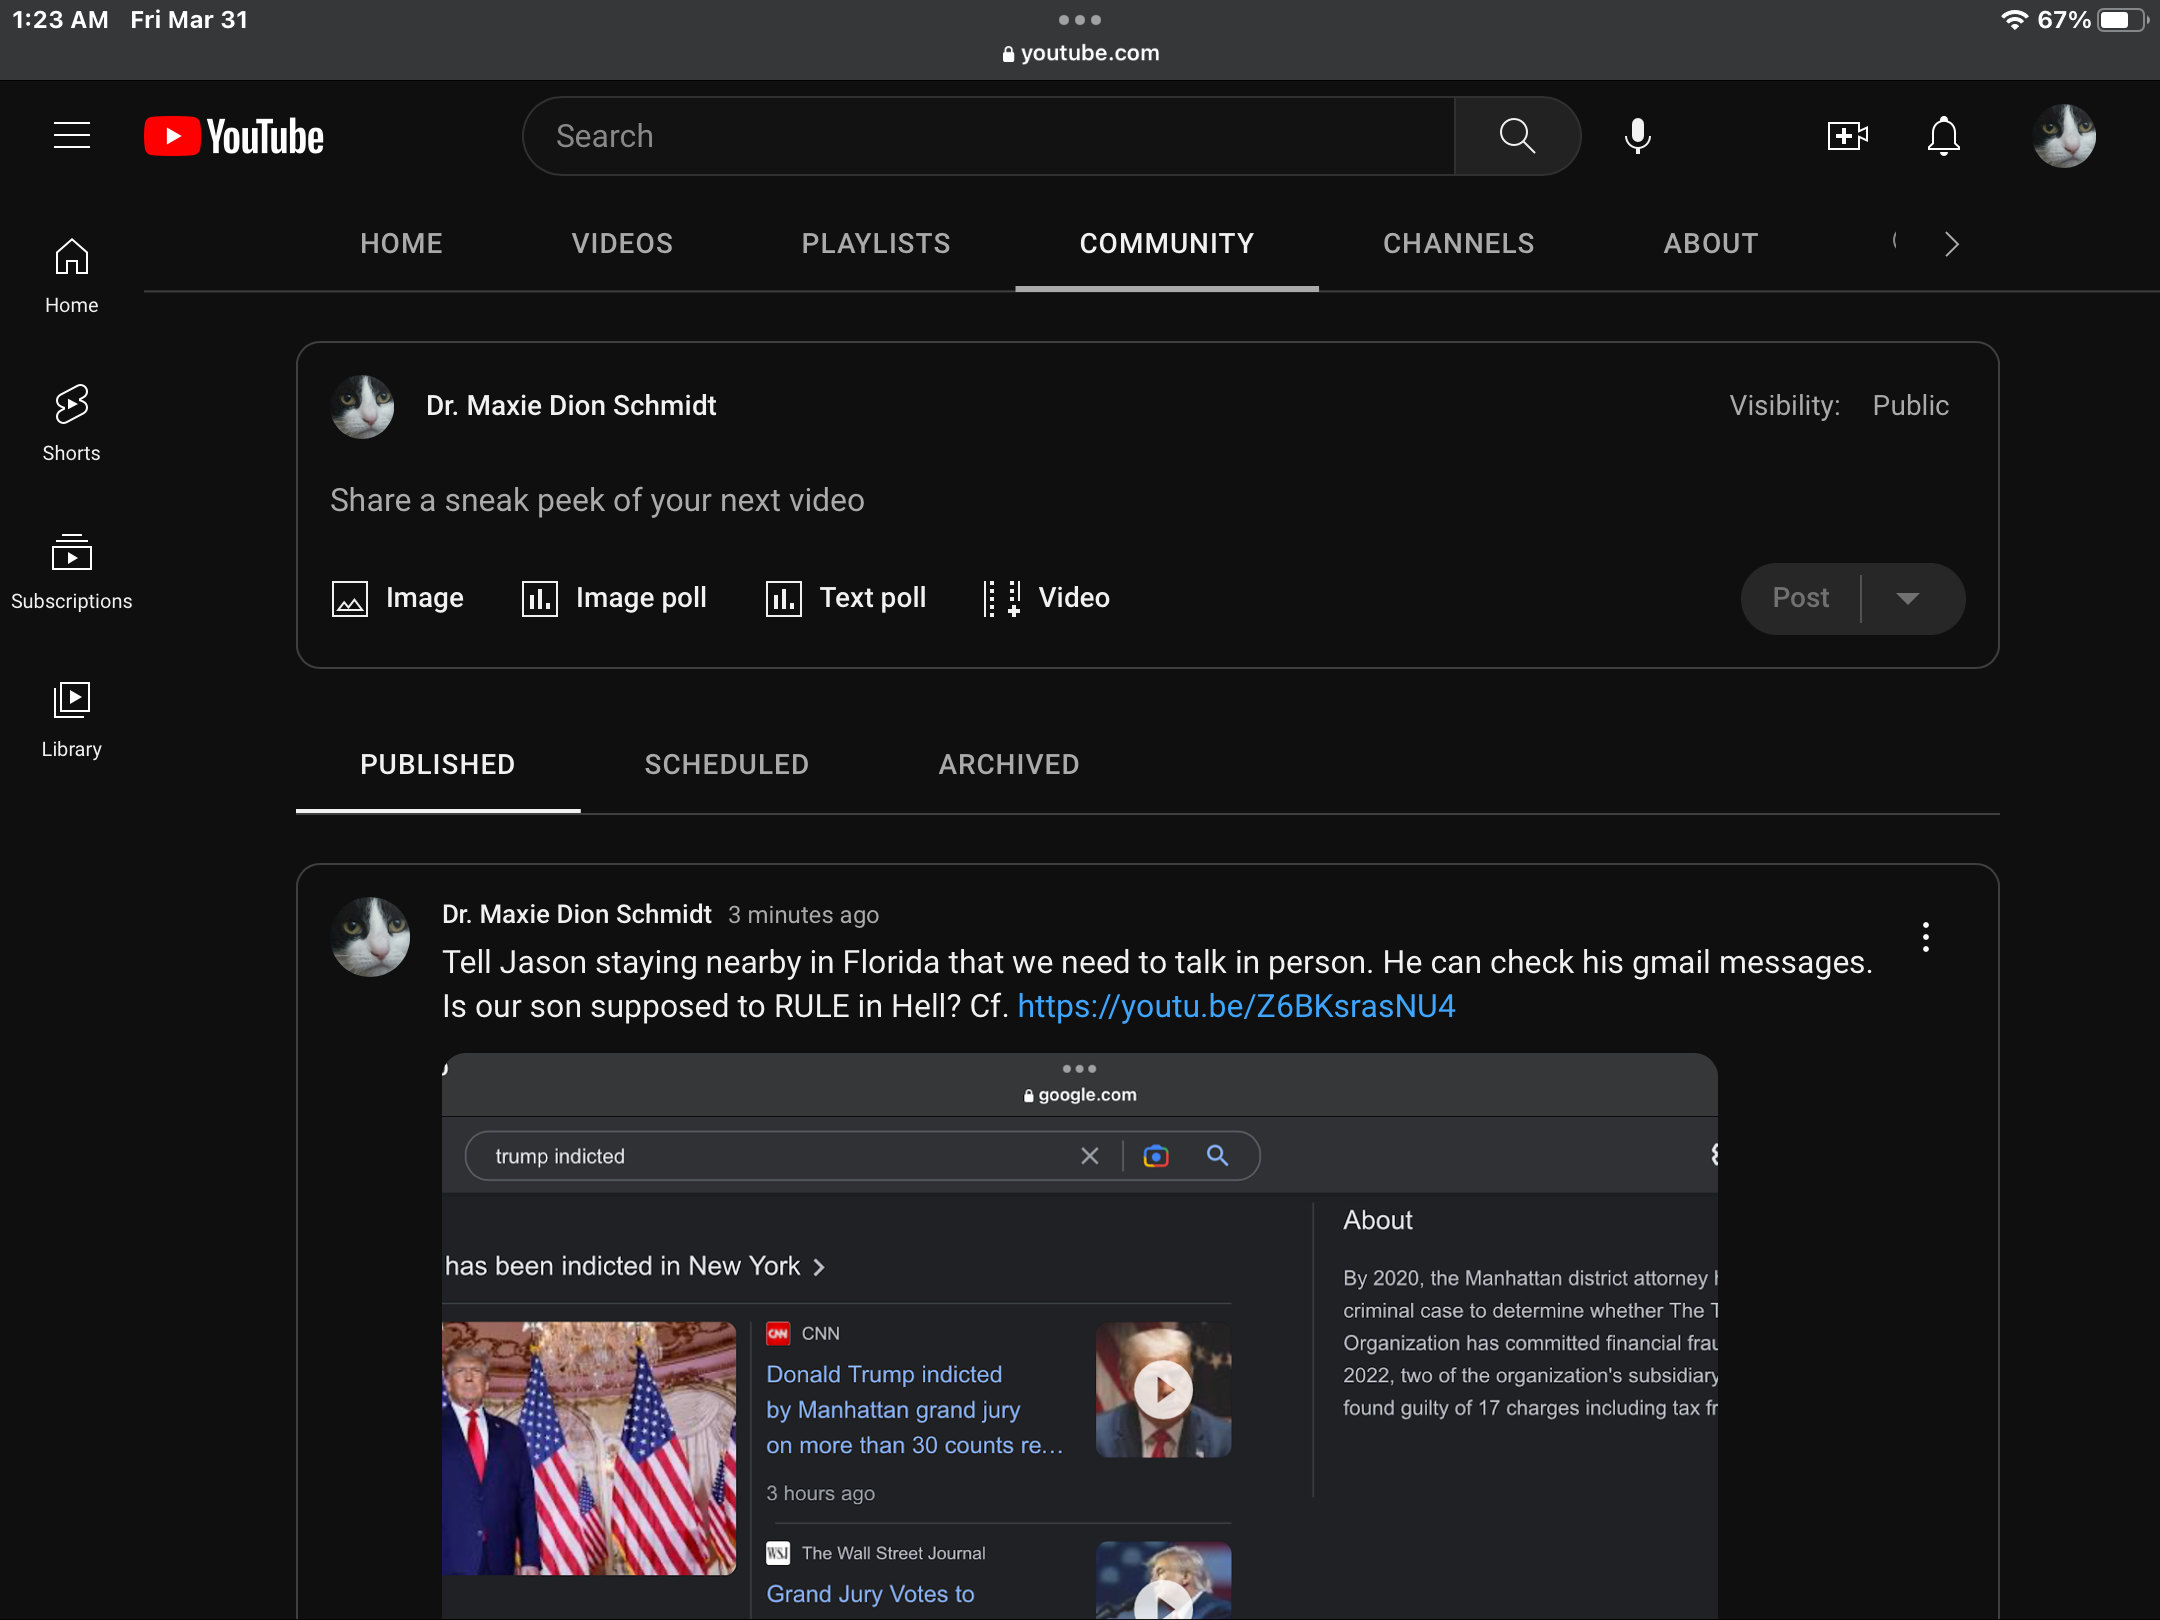 1:23 AM Fri Mar 31
67%
youtube.com
YouTube
Search
HOME VIDEOS PLAYLISTS COMMUNITY CHANNELS ABOUT
Home
Shorts
Subscriptions
Library
Dr. Maxie Dion Schmidt
Visibility: Public
Share a sneak peek of your next video
Image Image poll Text poll Video
Post
PUBLISHED SCHEDULED ARCHIVED
Dr. Maxie Dion Schmidt 3 minutes ago
Tell Jason staying nearby in Florida that we need to talk in person. He can check his gmail messages.
Is our son supposed to RULE in Hell? Cf. https://youtu.be/Z6BKsrasNU4
google.com
trump indicted
has been indicted in New York
CNN
CNN
Donald Trump indicted
by Manhattan grand jury
on more than 30 counts re...
3 hours ago
WSJ
The Wall Street Journal
Grand Jury Votes to
About
By 2020, the Manhattan district attorney
criminal case to determine whether The
Organization has committed financial
2022, two of the organization's subsidiary
found guilty of 17 charges including tax